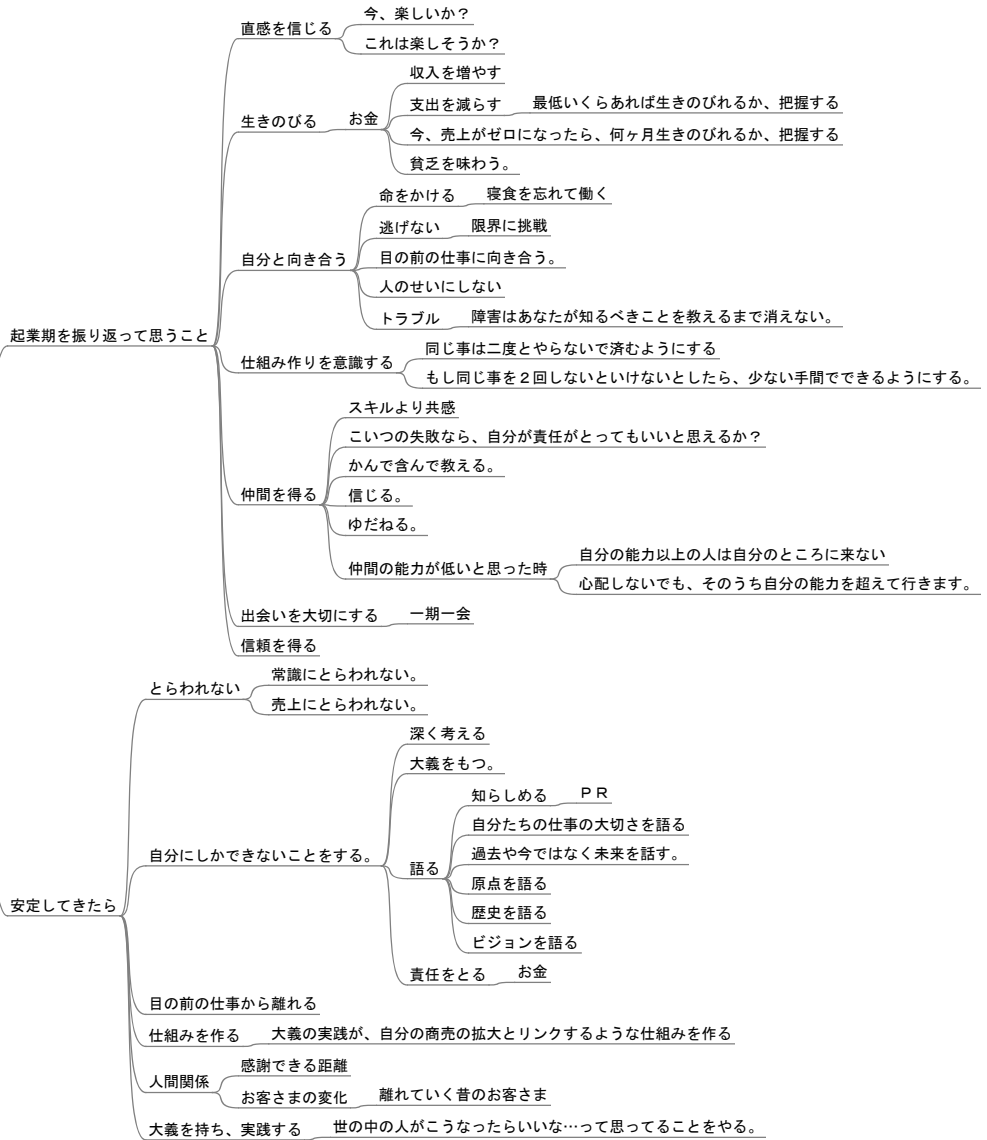 今、楽しいか？
直感を信じる
これは楽しそうか？
収入を増やす
支出を減らす
最低いくらあれば生きのびれるか、把握する
生きのびる
お金
今、売上がゼロになったら、何ヶ月生きのびれるか、把握する
貧乏を味わう。
命をかける
寝食を忘れて働く
逃げない
限界に挑戦
自分と向き合う
目の前の仕事に向き合う。
人のせいにしない
トラブル
障害はあなたが知るべきことを教えるまで消えない。
起業期を振り返って思うこと
同じ事は二度とやらないで済むようにする
仕組み作りを意識する
もし同じ事を２回しないといけないとしたら、少ない手間でできるようにする。
スキルより共感
こいつの失敗なら、自分が責任がとってもいいと思えるか？
かんで含んで教える。
仲間を得る
信じる。
ゆだねる。
自分の能力以上の人は自分のところに来ない
仲間の能力が低いと思った時
心配しないでも、そのうち自分の能力を超えて行きます。
出会いを大切にする
一期一会
信頼を得る
常識にとらわれない。
とらわれない
売上にとらわれない。
深く考える
大義をもつ。
知らしめる
ＰＲ
自分たちの仕事の大切さを語る
自分にしかできないことをする。
過去や今ではなく未来を話す。
語る
原点を語る
安定してきたら
歴史を語る
ビジョンを語る
責任をとる
お金
目の前の仕事から離れる
仕組みを作る
大義の実践が、自分の商売の拡大とリンクするような仕組みを作る
感謝できる距離
人間関係
お客さまの変化
離れていく昔のお客さま
大義を持ち、実践する
世の中の人がこうなったらいいな…って思ってることをやる。